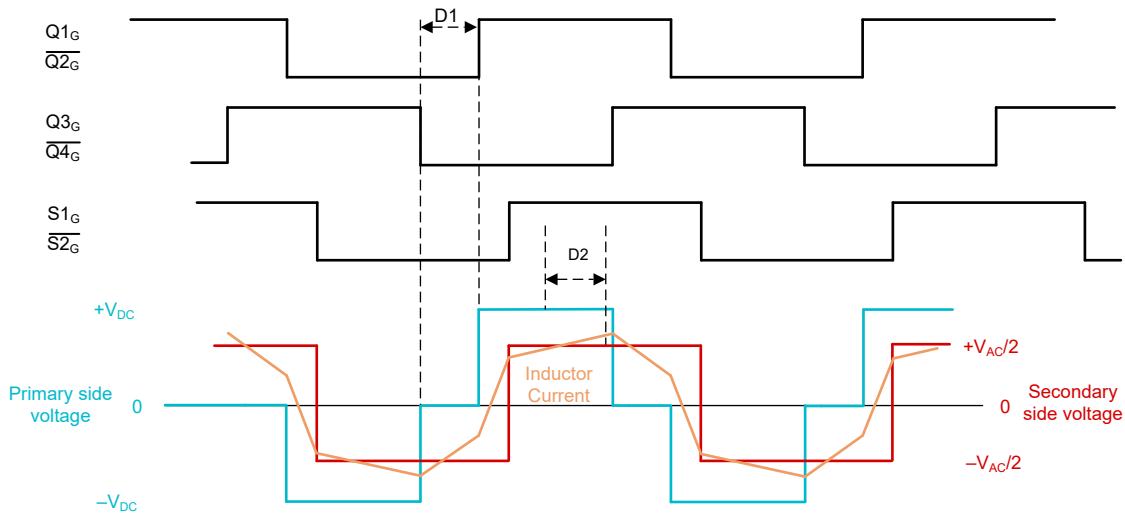 D1
Q1G
Q2G
Q3G
Q4G
S1G
S2G
D2
+VDC
+VAC/2
Inductor
Current
Primary side
voltage
0
0
Secondary
side voltage
–VAC/2
–VDC